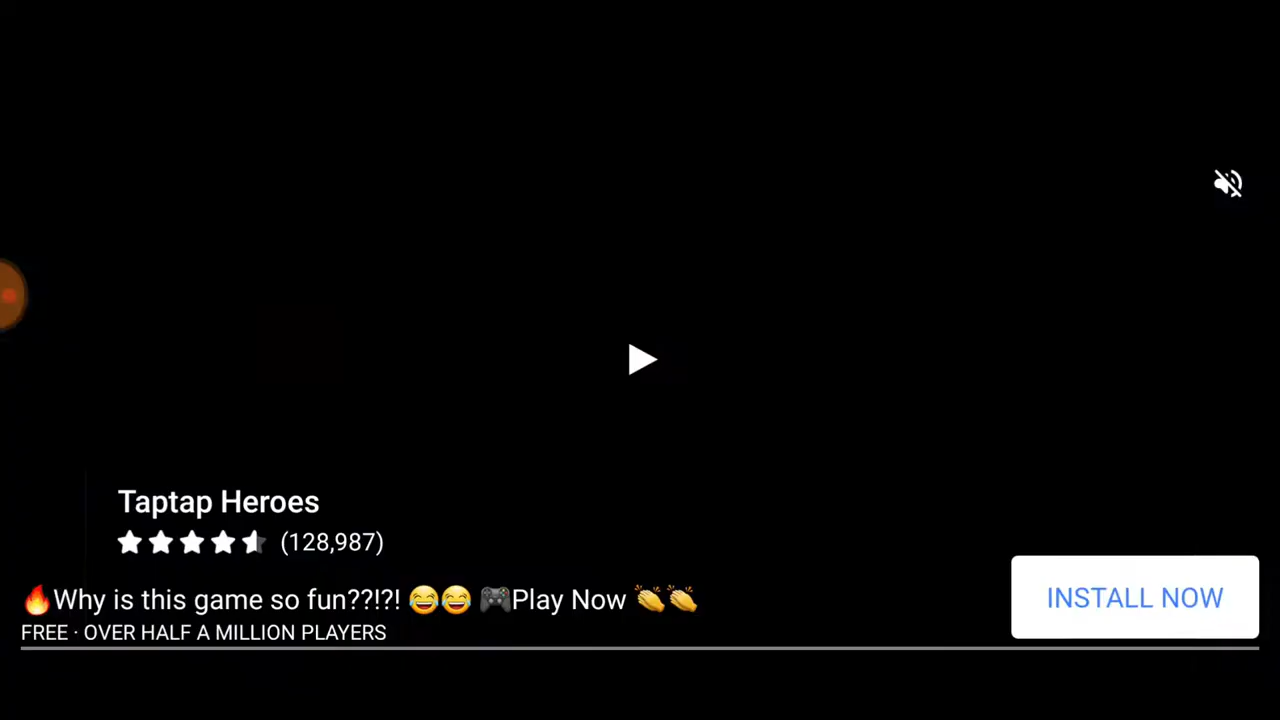 Taptap Heroes
(128,987)
🔥Why is this game so fun??!?! 😂😂 🎮Play Now 👏👏
FREE · OVER HALF A MILLION PLAYERS
INSTALL NOW